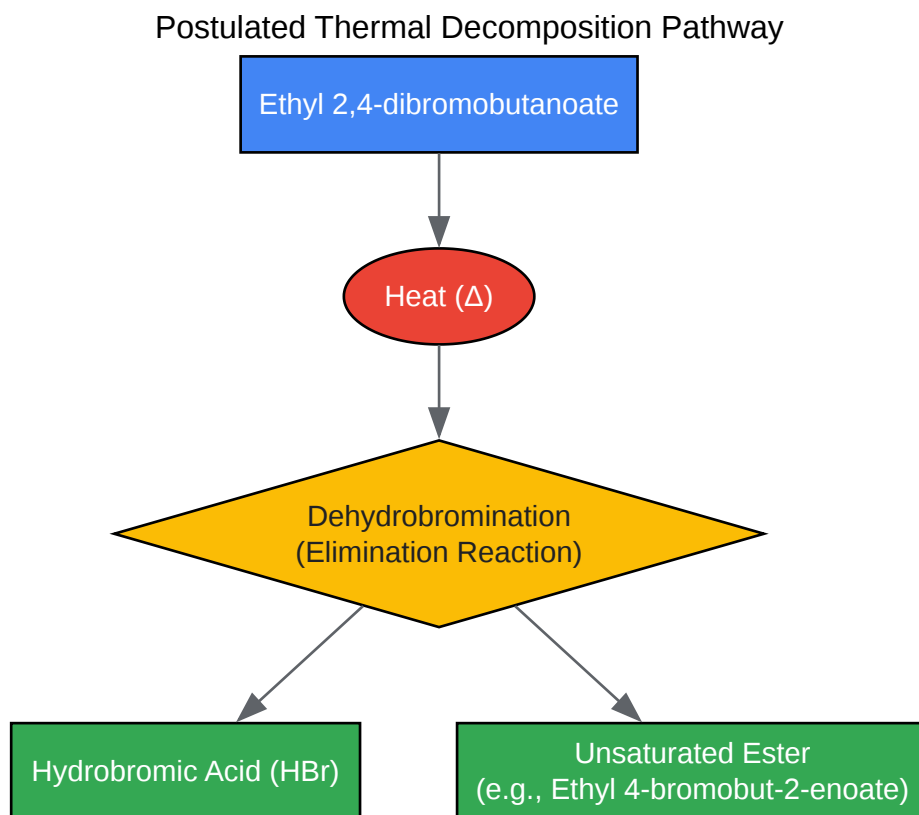 Postulated Thermal Decomposition Pathway
Ethyl 2,4-dibromobutanoate
Heat (Δ)
Dehydrobromination
(Elimination Reaction)
Hydrobromic Acid (HBr)
Unsaturated Ester
(e.g., Ethyl 4-bromobut-2-enoate)